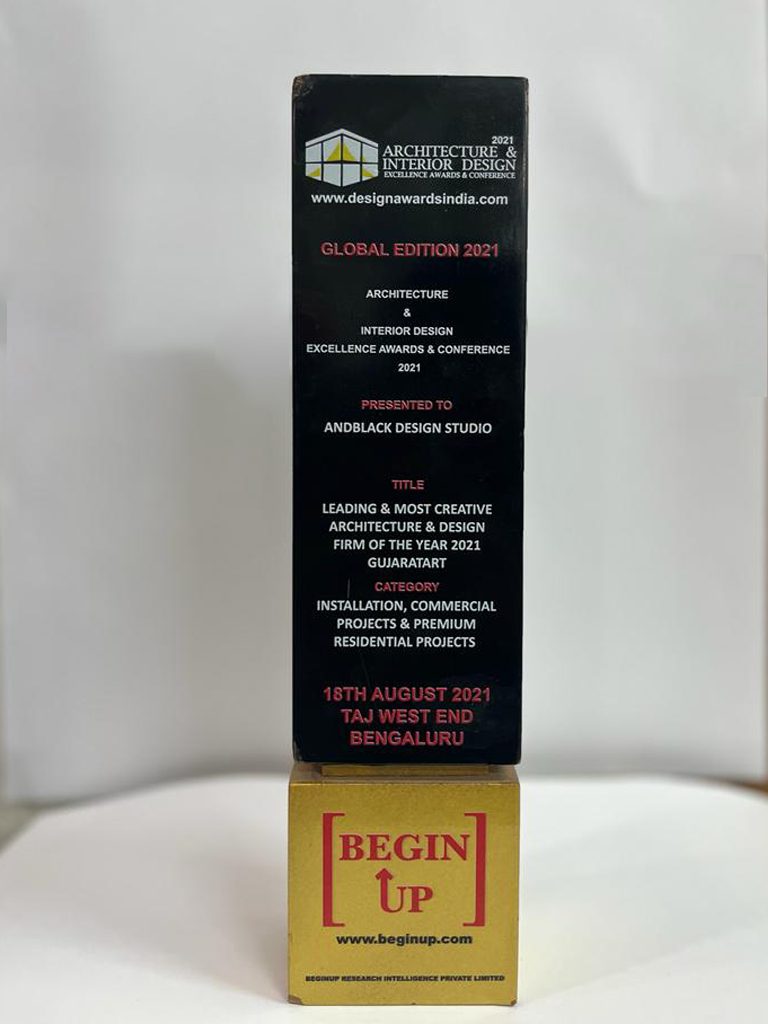 2021
ARCHITECTURE &
INTERIOR DESIGN
EXCELLENCE AWARDS & CONFERENCE
www.designawardsindia.com
GLOBAL EDITION 2021
ARCHITECTURE
&
INTERIOR DESIGN
EXCELLENCE AWARDS & CONFERENCE
2021
PRESENTED TO
ANDBLACK DESIGN STUDIO
TITLE
LEADING & MOST CREATIVE
ARCHITECTURE & DESIGN
FIRM OF THE YEAR 2021
GUJARATART
CATEGORY
INSTALLATION, COMMERCIAL
PROJECTS & PREMIUM
RESIDENTIAL PROJECTS
18TH AUGUST 2021
TAJ WEST END
BENGALURU
[BEGIN
UP]
www.beginup.com
BEGINUP RESEARCH INTELLIGENCE PRIVATE LIMITED